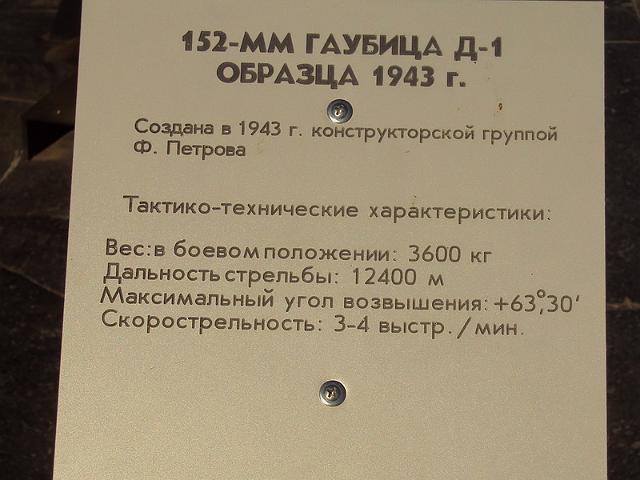 152-ММ ГАУБИЦА Д-1
ОБРАЗЦА 1943 г.
Создана в 1943 г. конструкторской группой
Ф. Петрова
Тактико-технические характеристики:
Вес:в боевом положении: 3600 кг
Дальность стрельбы: 12400 м
Максимальный угол возвышения: +63°,30'
Скорострельность: 3-4 выстр./мин.